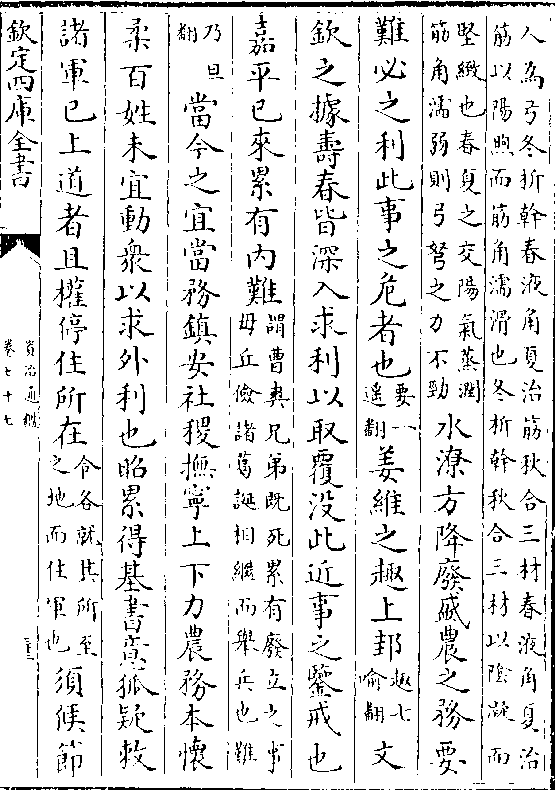 人為弓冬折幹春液角夏治筋秋合三材春液角夏治
筋以陽煦而筋角濡滑也冬析幹秋合三材以陰凝而
堅緻也春夏之交陽氣蒸潤
筋角濡弱則弓弩之力不勁
水潦方降廢盛農之務要
難必之利此事之危者也要一遥翻姜維之趣上邽趣七喻翻文
欽之據壽春皆深入求利以取覆没此近事之鑒戒也
嘉平已來累有内難謂曹爽兄弟既死累有廢立之事毋丘儉諸葛誕相繼而舉兵也難
乃旦翻當今之宜當務鎮安社稷撫寧上下力農務本懷
柔百姓未宜動衆以求外利也昭累得基書意狐疑敕
諸軍已上道者且權停住所在令各就其所至之地而住軍也須候節
欽定四庫全書
資治通鑑
卷七十七